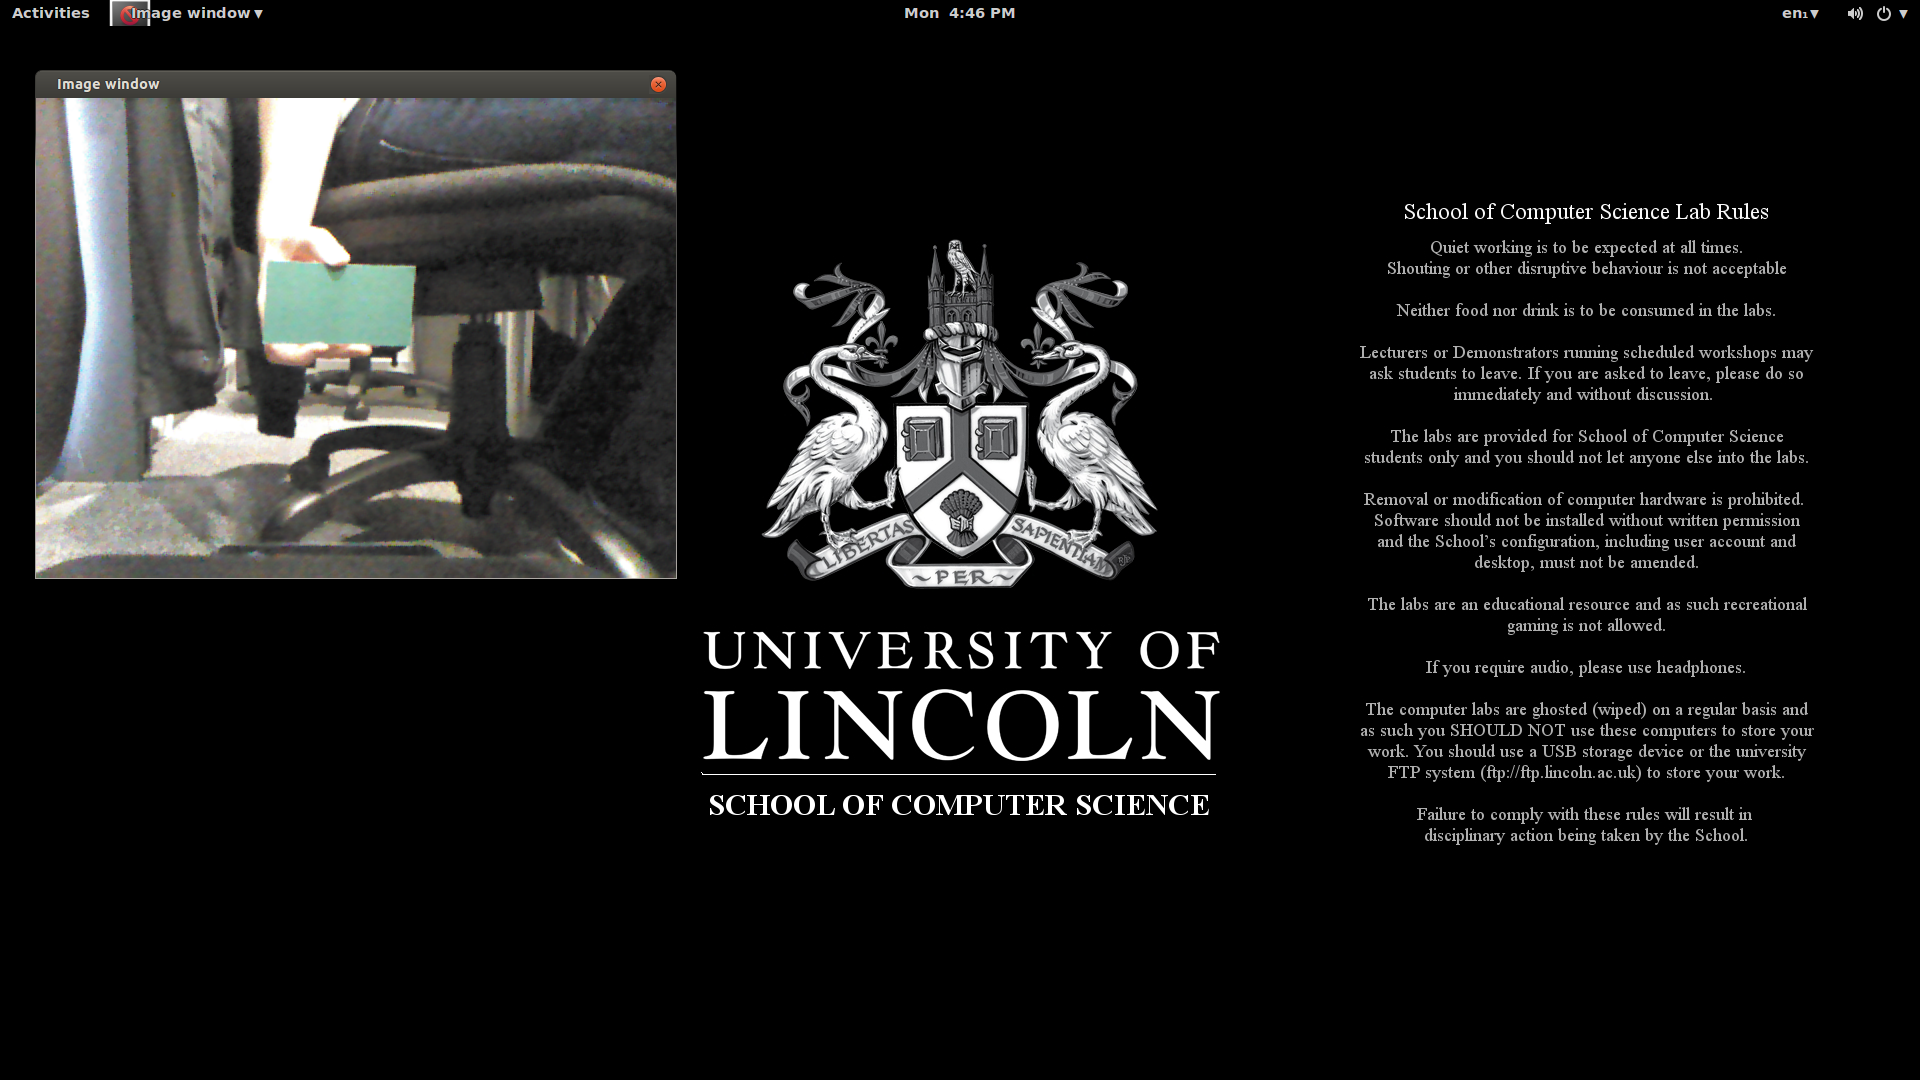 Activities
Image window
Mon 4:46 PM
en₁
Image window
School of Computer Science Lab Rules
Quiet working is to be expected at all times.
Shouting or other disruptive behaviour is not acceptable
Neither food nor drink is to be consumed in the labs.
Lecturers or Demonstrators running scheduled workshops may
ask students to leave. If you are asked to leave, please do so
immediately and without discussion.
The labs are provided for School of Computer Science
students only and you should not let anyone else into the labs.
Removal or modification of computer hardware is prohibited.
Software should not be installed without written permission
and the School's configuration, including user account and
desktop, must not be amended.
The labs are an educational resource and as such recreational
gaming is not allowed.
If you require audio, please use headphones.
The computer labs are ghosted (wiped) on a regular basis and
as such you SHOULD NOT use these computers to store your
work. You should use a USB storage device or the university
FTP system (ftp://ftp.lincoln.ac.uk) to store your work.
Failure to comply with these rules will result in
disciplinary action being taken by the School.
LIBERTAS
~PER~
SAPIENTIAM
UNIVERSITY OF
LINCOLN
SCHOOL OF COMPUTER SCIENCE